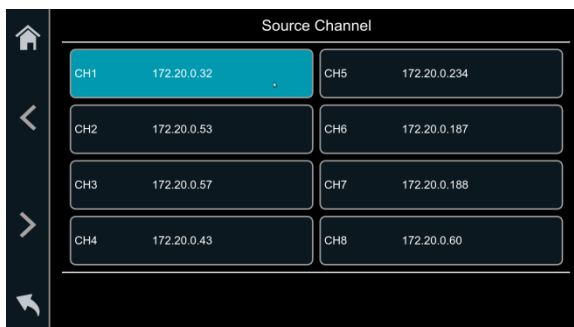 Source Channel
CH1 172.20.0.32
CH5 172.20.0.234
CH2 172.20.0.53
CH6 172.20.0.187
CH3 172.20.0.57
CH7 172.20.0.188
CH4 172.20.0.43
CH8 172.20.0.60